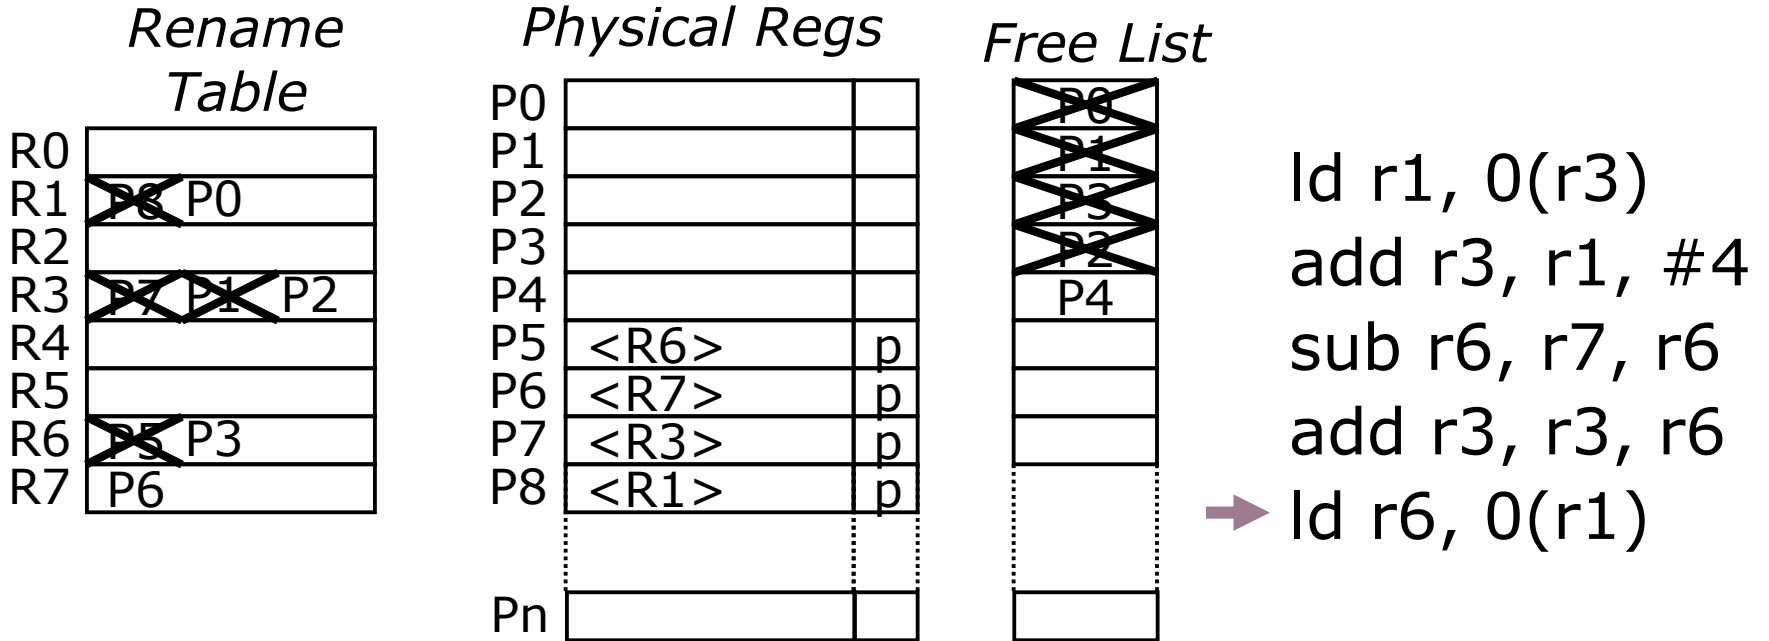 Rename
Table
Physical Regs
Free List
R0
R1 P8 P0
R2
R3 P7 P1 P2
R4
R5
R6 P5 P3
R7 P6
P0
P1
P2
P3
P4
P5 <R6> p
P6 <R7> p
P7 <R3> p
P8 <R1> p
Pn
P0
P1
P3
P2
P4
ld r1, 0(r3)
add r3, r1, #4
sub r6, r7, r6
add r3, r3, r6
ld r6, 0(r1)